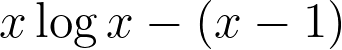 x log x − (x − 1)